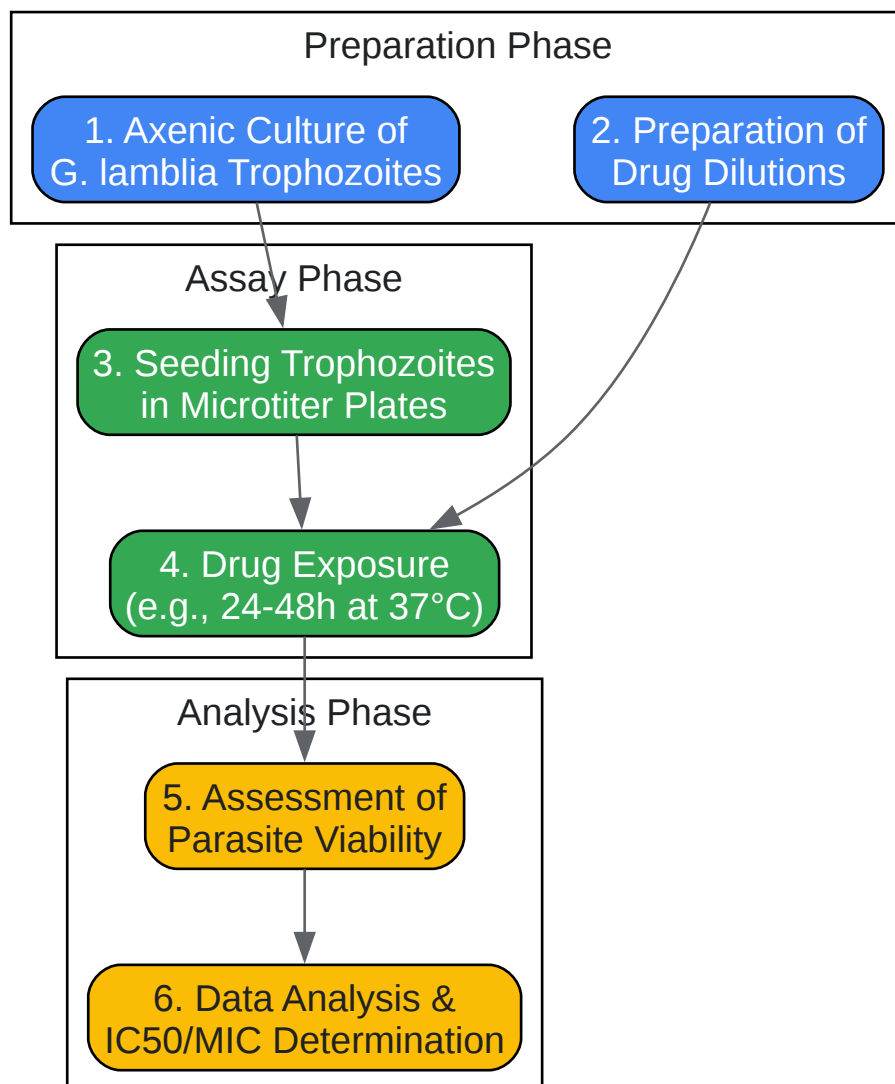 Preparation Phase
1. Axenic Culture of
G. lamblia Trophozoites
2. Preparation of
Drug Dilutions
Assay Phase
3. Seeding Trophozoites
in Microtiter Plates
4. Drug Exposure
(e.g., 24-48h at 37°C)
Analysis Phase
5. Assessment of
Parasite Viability
6. Data Analysis &
IC50/MIC Determination